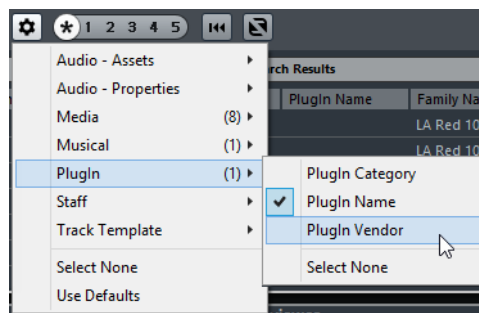 1 2 3 4 5
Audio - Assets
rch Results
Audio - Properties
PlugIn Name Family Na
Media (8)
LA Red 10
Musical (1)
LA Red 10
PlugIn (1)
PlugIn Category
Staff
PlugIn Name
Track Template
PlugIn Vendor
Select None
Select None
Use Defaults